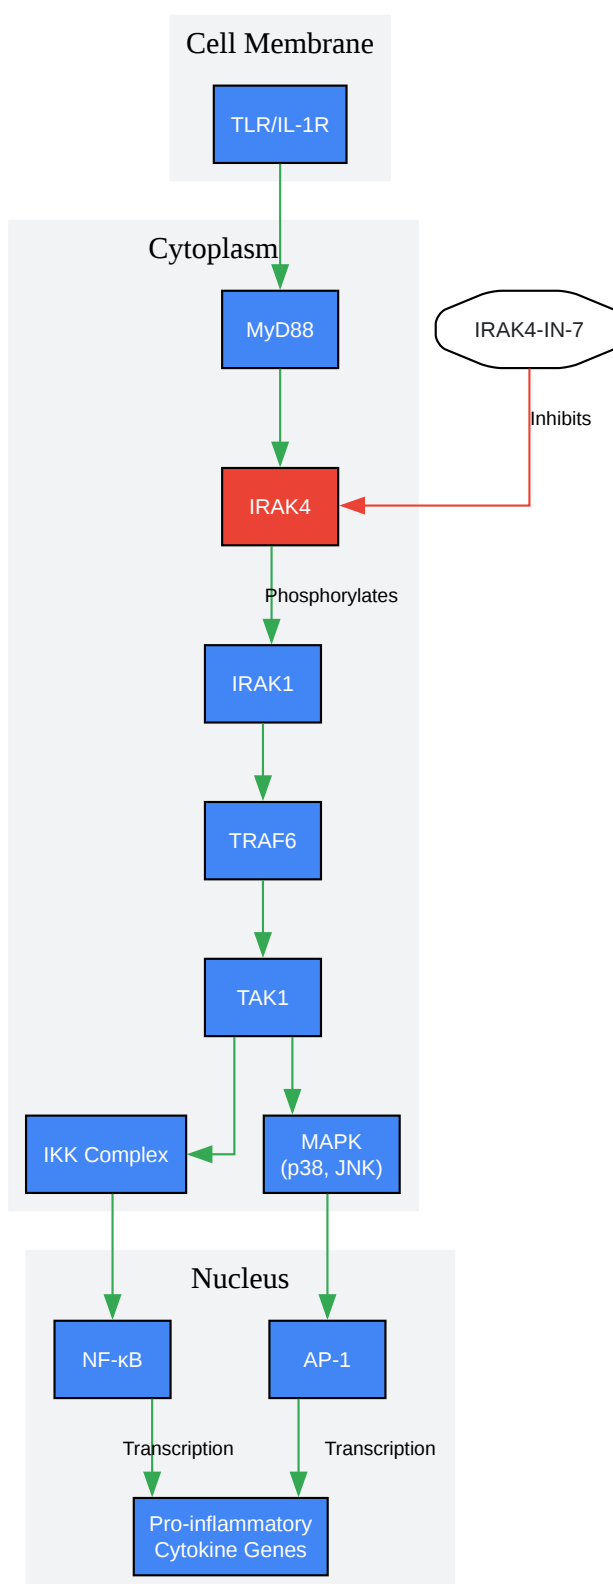 Cell Membrane
TLR/IL-1R
Cytoplasm
MyD88
IRAK4-IN-7
Inhibits
IRAK4
Phosphorylates
IRAK1
TRAF6
TAK1
IKK Complex
MAPK
(p38, JNK)
Nucleus
NF-κB
AP-1
Transcription
Transcription
Pro-inflammatory
Cytokine Genes